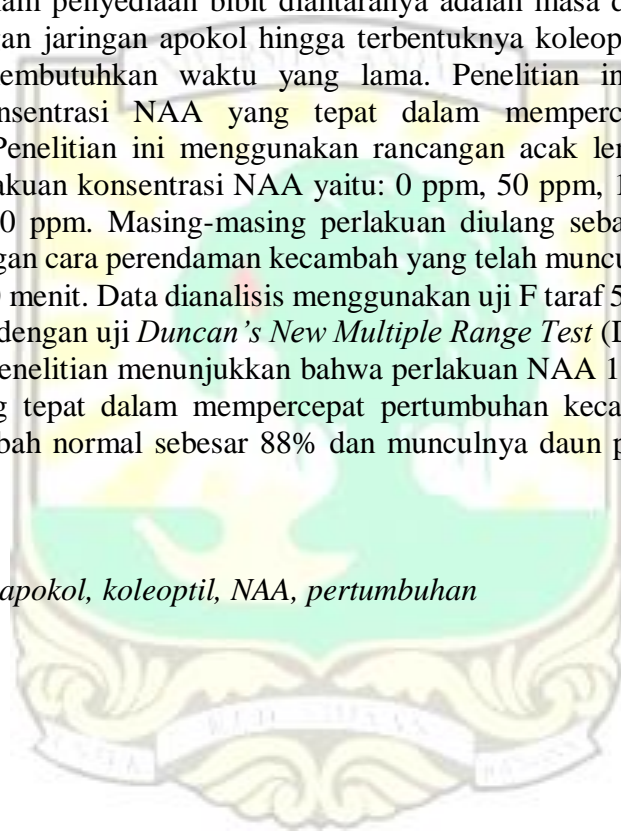 lam penyediaan bibit diantaranya adalah masa d
an jaringan apokol hingga terbentuknya koleop
embutuhkan waktu yang lama. Penelitian in
nsentrasi NAA yang tepat dalam memperc
Penelitian ini menggunakan rancangan acak ler
akuan konsentrasi NAA yaitu: 0 ppm, 50 ppm, 1
0 ppm. Masing-masing perlakuan diulang seba
gan cara perendaman kecambah yang telah muncu
menit. Data dianalisis menggunakan uji F taraf 5
dengan uji Duncan's New Multiple Range Test (D
enelitian menunjukkan bahwa perlakuan NAA 1
g tepat dalam mempercepat pertumbuhan keca
bah normal sebesar 88% dan munculnya daun p
apokol, koleoptil, NAA, pertumbuhan